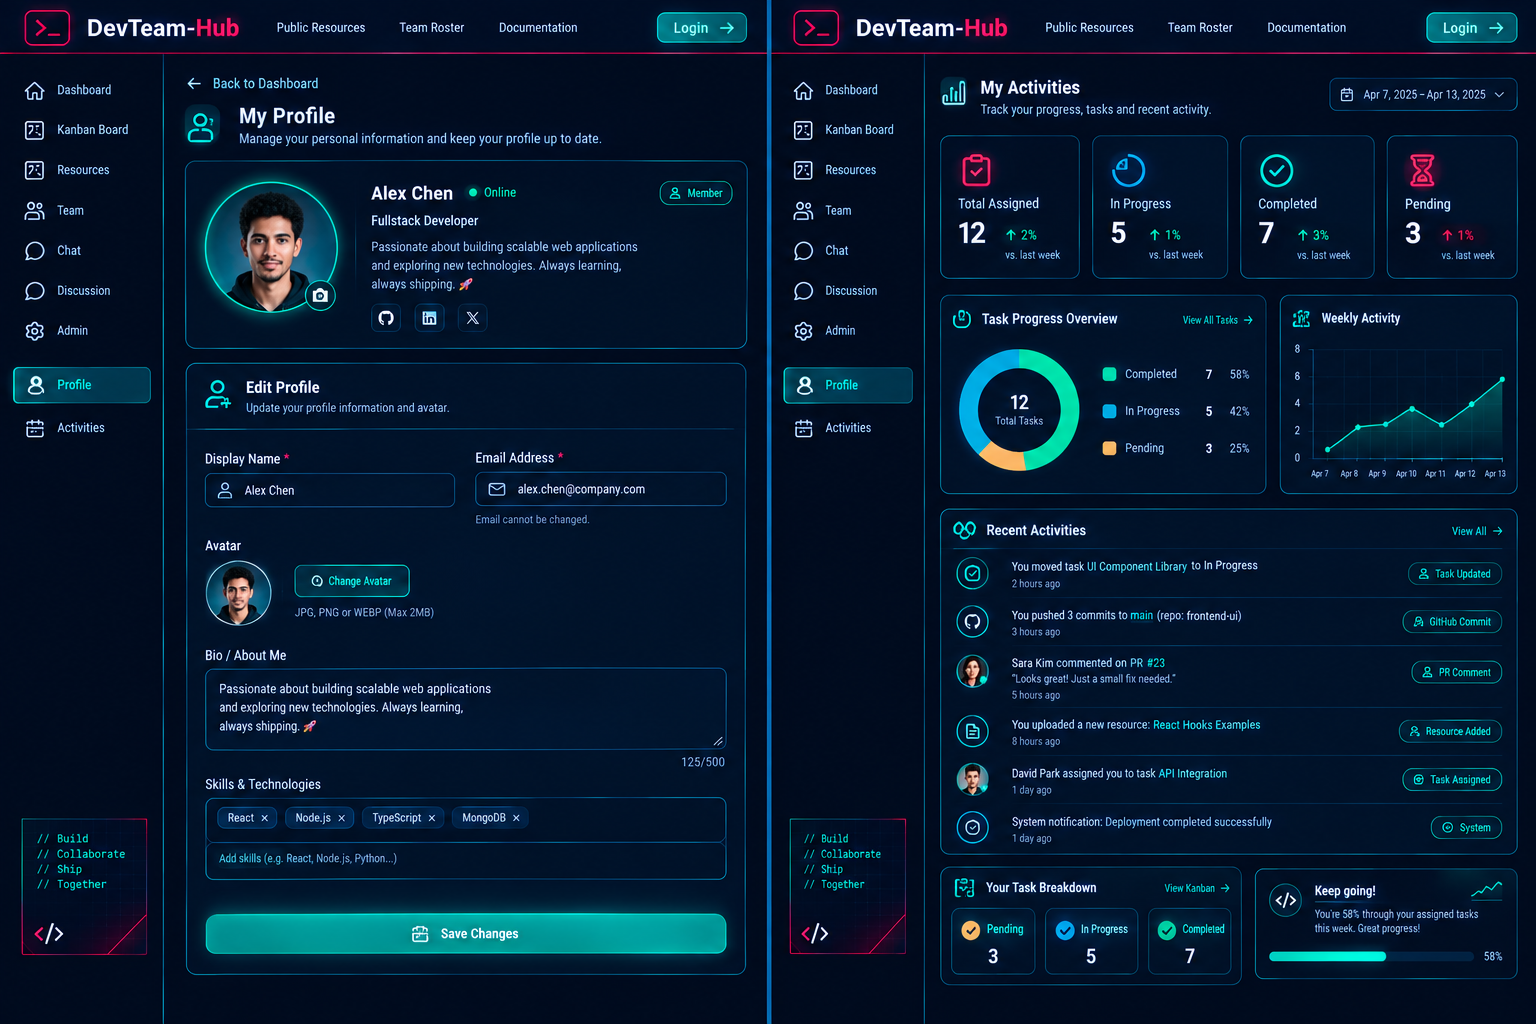 >_ DevTeam-Hub
Public Resources
Team Roster
Documentation
Login →
Dashboard
Kanban Board
Resources
Team
Chat
Discussion
Admin
Profile
Activities
// Build
// Collaborate
// Ship
// Together
</>
← Back to Dashboard
My Profile
Manage your personal information and keep your profile up to date.
Alex Chen
Online
Member
Fullstack Developer
Passionate about building scalable web applications
and exploring new technologies. Always learning,
always shipping. 🚀
in
X
Edit Profile
Update your profile information and avatar.
Display Name *
Alex Chen
Email Address *
alex.chen@company.com
Email cannot be changed.
Avatar
Change Avatar
JPG, PNG or WEBP (Max 2MB)
Bio / About Me
Passionate about building scalable web applications
and exploring new technologies. Always learning,
always shipping. 🚀
125/500
Skills & Technologies
React ×
Node.js ×
TypeScript ×
MongoDB ×
Add skills (e.g. React, Node.js, Python...)
Save Changes
>_ DevTeam-Hub
Public Resources
Team Roster
Documentation
Login →
Dashboard
Kanban Board
Resources
Team
Chat
Discussion
Admin
Profile
Activities
// Build
// Collaborate
// Ship
// Together
</>
My Activities
Track your progress, tasks and recent activity.
Apr 7, 2025 – Apr 13, 2025
Total Assigned
12 ↑ 2%
vs. last week
In Progress
5 ↑ 1%
vs. last week
Completed
7 ↑ 3%
vs. last week
Pending
3 ↑ 1%
vs. last week
Task Progress Overview
View All Tasks →
12
Total Tasks
Completed 7 58%
In Progress 5 42%
Pending 3 25%
Weekly Activity
8
6
4
2
0
Apr 7 Apr 8 Apr 9 Apr 10 Apr 11 Apr 12 Apr 13
Recent Activities
View All →
You moved task UI Component Library to In Progress
2 hours ago
Task Updated
You pushed 3 commits to main (repo: frontend-ui)
3 hours ago
GitHub Commit
Sara Kim commented on PR #23
"Looks great! Just a small fix needed."
5 hours ago
PR Comment
You uploaded a new resource: React Hooks Examples
8 hours ago
Resource Added
David Park assigned you to task API Integration
1 day ago
Task Assigned
System notification: Deployment completed successfully
1 day ago
System
Your Task Breakdown
View Kanban →
Pending
3
In Progress
5
Completed
7
</>
Keep going!
You're 58% through your assigned tasks
this week. Great progress!
58%